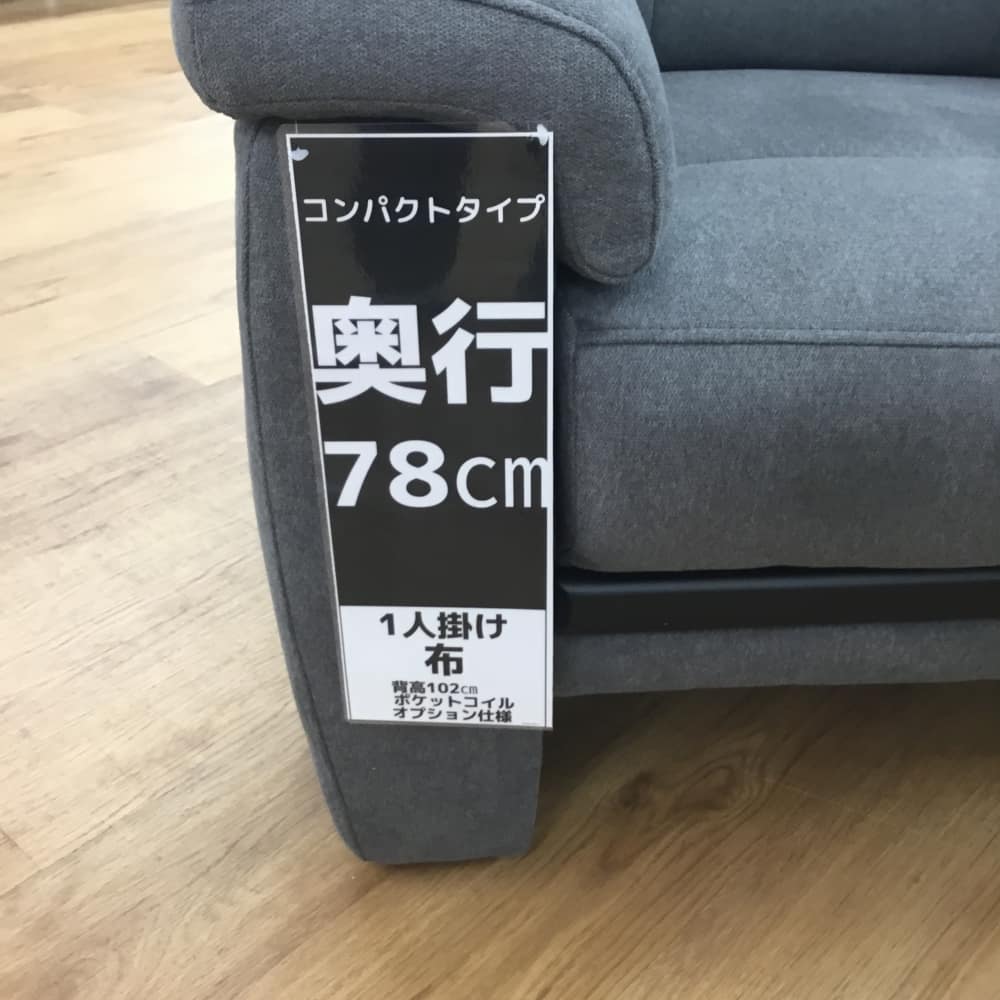 コンパクトタイプ
奥行
78cm
1人掛け
布
背高102cm
ポケットコイル
オプション仕様